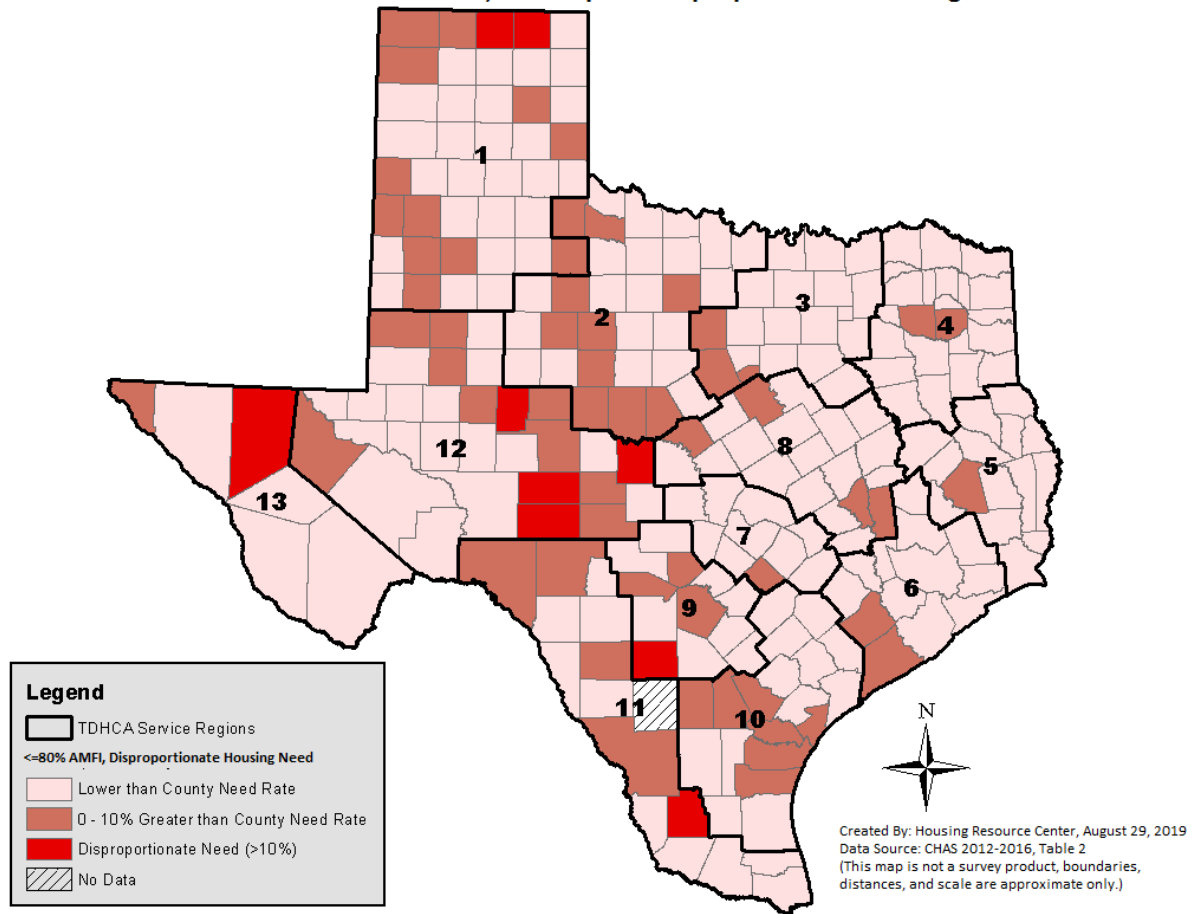 1
2
3
4
5
6
7
8
9
10
11
12
13
Legend
TDHCA Service Regions
<=80% AMFI, Disproportionate Housing Need
Lower than County Need Rate
0 - 10% Greater than County Need Rate
Disproportionate Need (>10%)
No Data
N
Created By: Housing Resource Center, August 29, 2019
Data Source: CHAS 2012-2016, Table 2
(This map is not a survey product, boundaries,
distances, and scale are approximate only.)